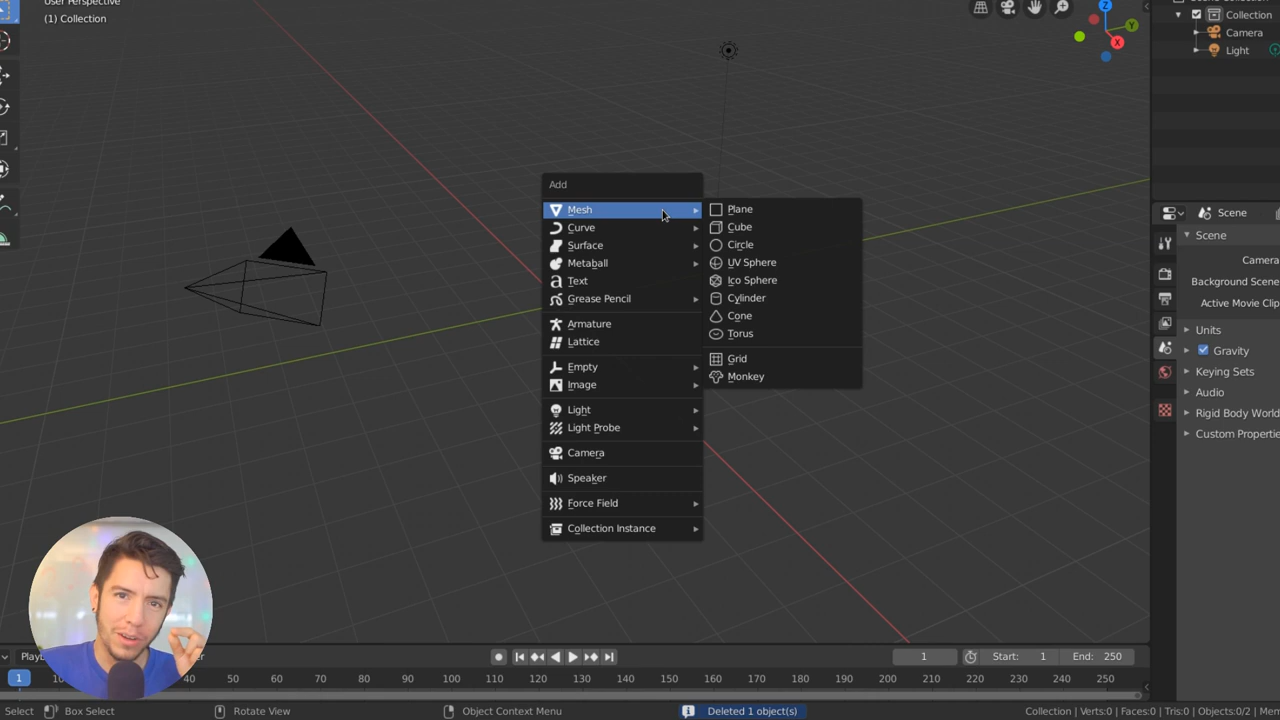 User Perspective
(1) Collection
Z
Y
X
Collection
Camera
Light
Add
Mesh
Curve
Surface
Metaball
Text
Grease Pencil
Armature
Lattice
Empty
Image
Light
Light Probe
Camera
Speaker
Force Field
Collection Instance
Plane
Cube
Circle
UV Sphere
Ico Sphere
Cylinder
Cone
Torus
Grid
Monkey
Scene
Scene
Camera
Background Scene
Active Movie Clip
Units
Gravity
Keying Sets
Audio
Rigid Body World
Custom Propertie
1 Start: 1 End: 250
1 40 50 60 70 80 90 100 110 120 130 140 150 160 170 180 190 200 210 220 230 240 250
Select Box Select Rotate View Object Context Menu Deleted 1 object(s) Collection | Verts:0 | Faces:0 | Tris:0 | Objects:0/2 | Mem